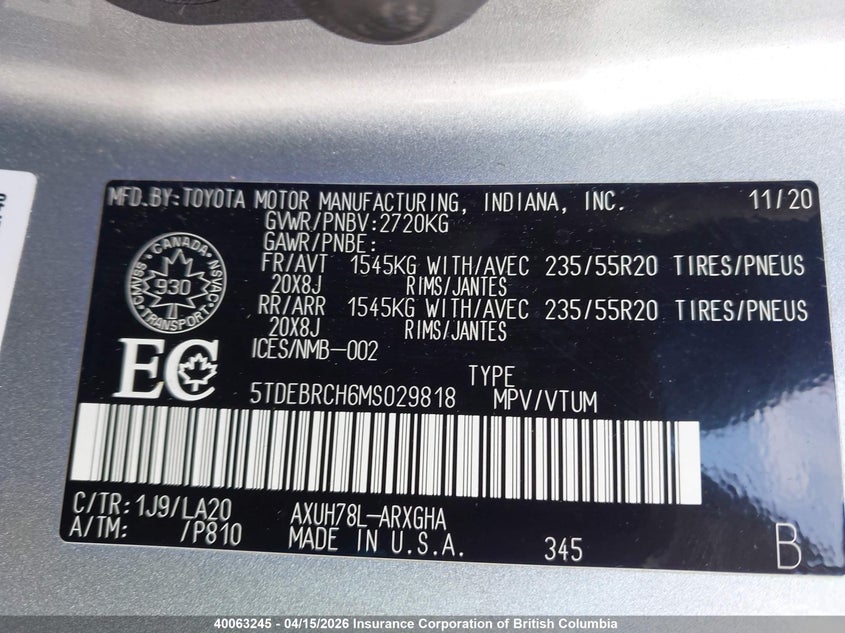 MFD.BY:TOYOTA MOTOR MANUFACTURING, INDIANA, INC. 11/20
GVWR/PNBV:2720KG
GAWR/PNBE:
FR/AVT 1545KG WITH/AVEC 235/55R20 TIRES/PNEUS
20X8J RIMS/JANTES
RR/ARR 1545KG WITH/AVEC 235/55R20 TIRES/PNEUS
20X8J RIMS/JANTES
ICES/NMB-002
CANADA
CMVSS
930
NSVAC
TRANSPORT
EC
TYPE
5TDEBRCH6MS029818 MPV/VTUM
C/TR:1J9/LA20 AXUH78L-ARXGHA
A/TM: /P810 MADE IN U.S.A. 345 B
40063245 - 04/15/2026 Insurance Corporation of British Columbia